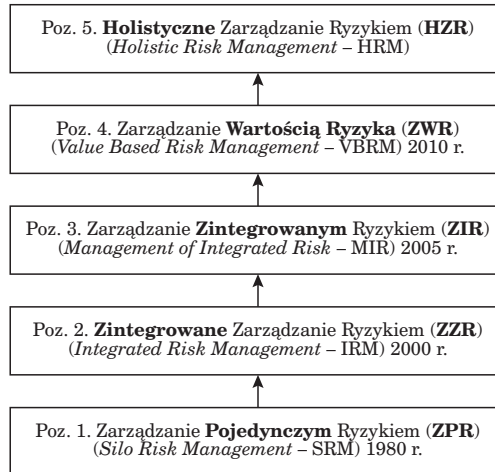 Poz. 5. Holistyczne Zarządzanie Ryzykiem (HZR)
(Holistic Risk Management – HRM)
Poz. 4. Zarządzanie Wartością Ryzyka (ZWR)
(Value Based Risk Management – VBRM) 2010 r.
Poz. 3. Zarządzanie Zintegrowanym Ryzykiem (ZIR)
(Management of Integrated Risk – MIR) 2005 r.
Poz. 2. Zintegrowane Zarządzanie Ryzykiem (ZZR)
(Integrated Risk Management – IRM) 2000 r.
Poz. 1. Zarządzanie Pojedynczym Ryzykiem (ZPR)
(Silo Risk Management – SRM) 1980 r.